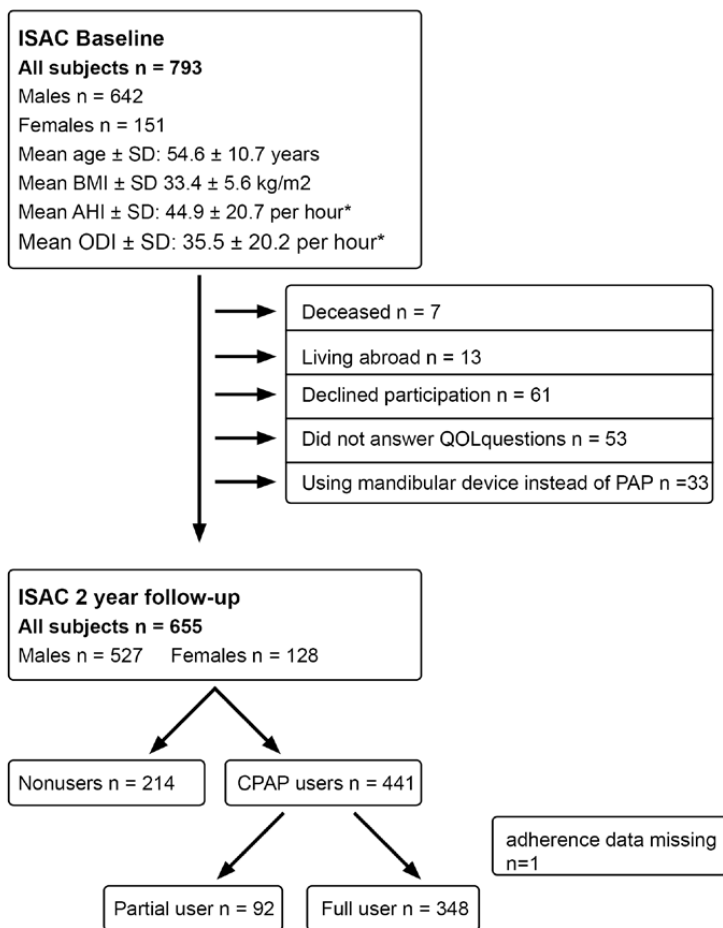 ISAC Baseline
All subjects n = 793
Males n = 642
Females n = 151
Mean age ± SD: 54.6 ± 10.7 years
Mean BMI ± SD 33.4 ± 5.6 kg/m2
Mean AHI ± SD: 44.9 ± 20.7 per hour*
Mean ODI ± SD: 35.5 ± 20.2 per hour*
Deceased n = 7
Living abroad n = 13
Declined participation n = 61
Did not answer QOLquestions n = 53
Using mandibular device instead of PAP n =33
ISAC 2 year follow-up
All subjects n = 655
Males n = 527 Females n = 128
Nonusers n = 214
CPAP users n = 441
adherence data missing
n=1
Partial user n = 92
Full user n = 348